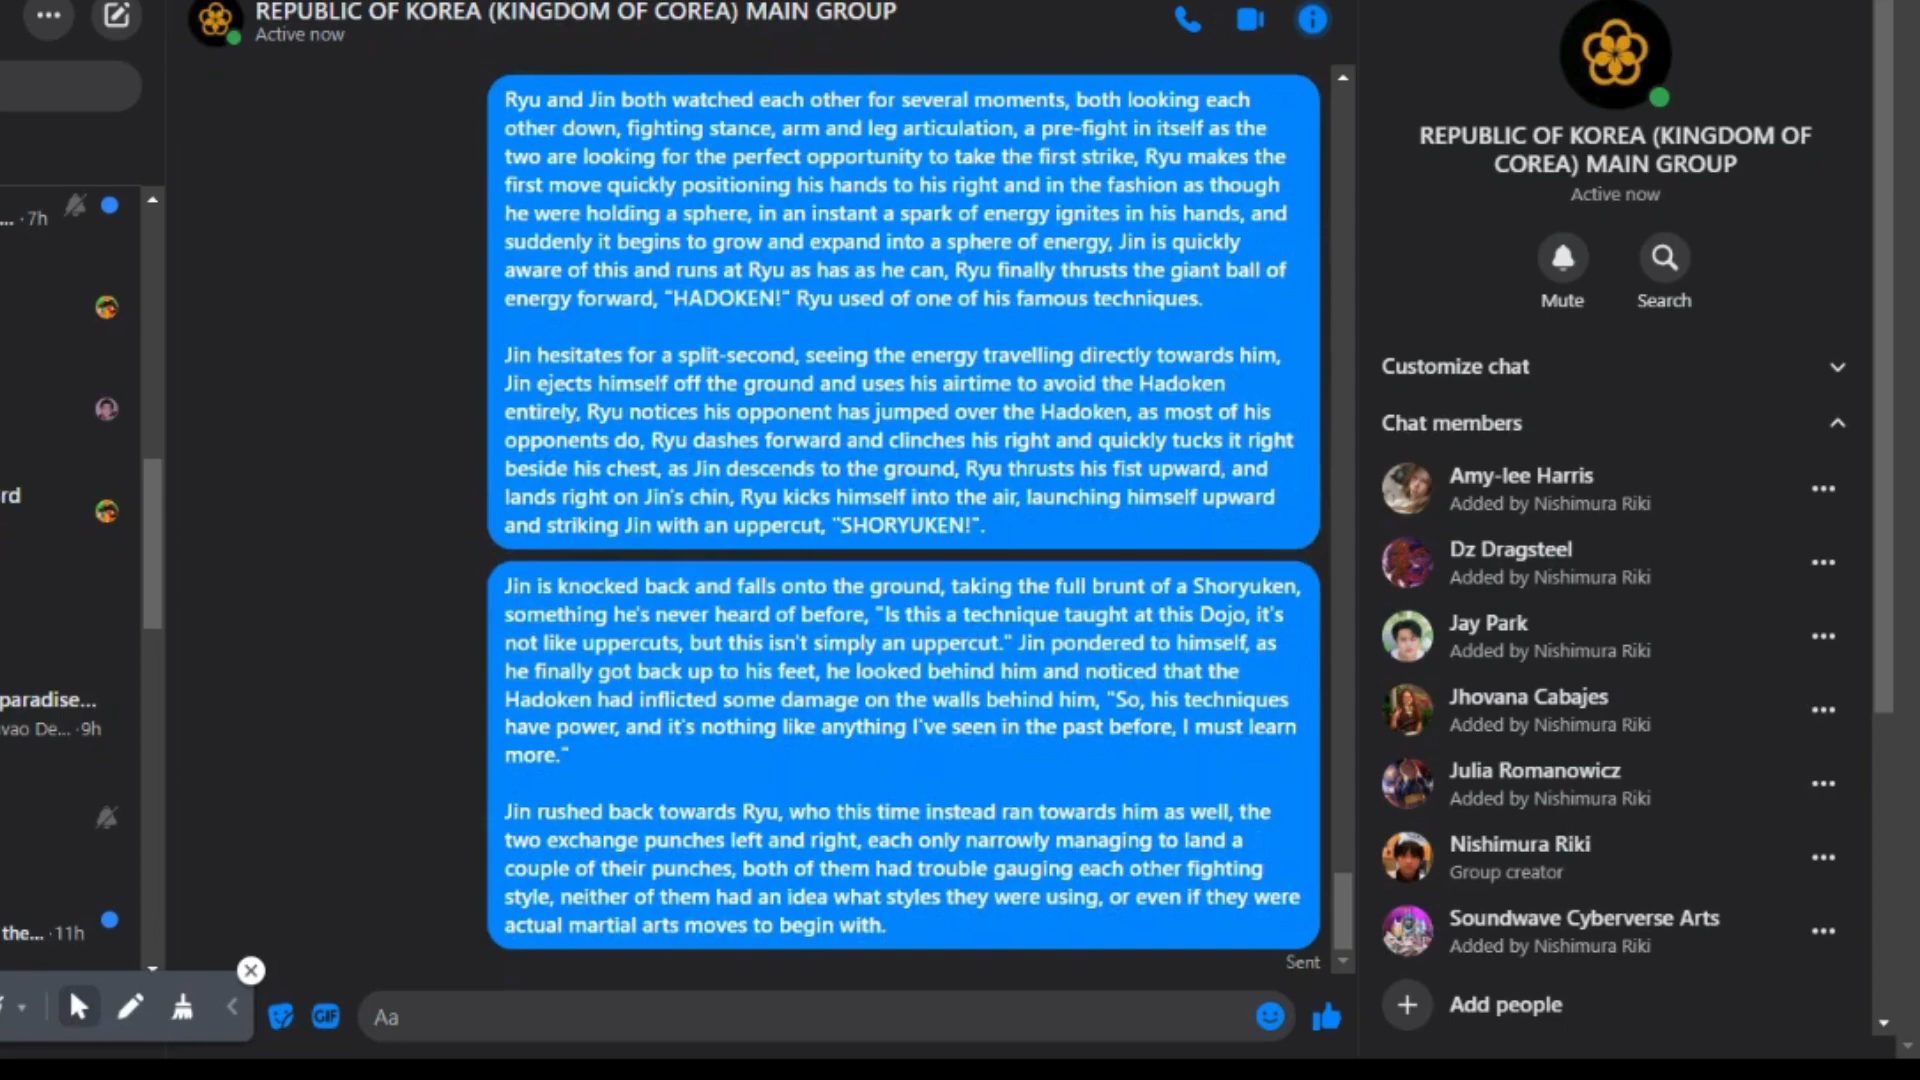 REPUBLIC OF KOREA (KINGDOM OF COREA) MAIN GROUP
Active now
... · 7h
rd
paradise...
vao De... · 9h
the... · 11h
Ryu and Jin both watched each other for several moments, both looking each
other down, fighting stance, arm and leg articulation, a pre-fight in itself as the
two are looking for the perfect opportunity to take the first strike, Ryu makes the
first move quickly positioning his hands to his right and in the fashion as though
he were holding a sphere, in an instant a spark of energy ignites in his hands, and
suddenly it begins to grow and expand into a sphere of energy, Jin is quickly
aware of this and runs at Ryu as has as he can, Ryu finally thrusts the giant ball of
energy forward, "HADOKEN!" Ryu used of one of his famous techniques.
Jin hesitates for a split-second, seeing the energy travelling directly towards him,
Jin ejects himself off the ground and uses his airtime to avoid the Hadoken
entirely, Ryu notices his opponent has jumped over the Hadoken, as most of his
opponents do, Ryu dashes forward and clinches his right and quickly tucks it right
beside his chest, as Jin descends to the ground, Ryu thrusts his fist upward, and
lands right on Jin's chin, Ryu kicks himself into the air, launching himself upward
and striking Jin with an uppercut, "SHORYUKEN!".
Jin is knocked back and falls onto the ground, taking the full brunt of a Shoryuken,
something he's never heard of before, "Is this a technique taught at this Dojo, it's
not like uppercuts, but this isn't simply an uppercut." Jin pondered to himself, as
he finally got back up to his feet, he looked behind him and noticed that the
Hadoken had inflicted some damage on the walls behind him, "So, his techniques
have power, and it's nothing like anything I've seen in the past before, I must learn
more."
Jin rushed back towards Ryu, who this time instead ran towards him as well, the
two exchange punches left and right, each only narrowly managing to land a
couple of their punches, both of them had trouble gauging each other fighting
style, neither of them had an idea what styles they were using, or even if they were
actual martial arts moves to begin with.
Sent
GIF
Aa
REPUBLIC OF KOREA (KINGDOM OF
COREA) MAIN GROUP
Active now
Mute
Search
Customize chat
Chat members
Amy-lee Harris
Added by Nishimura Riki
Dz Dragsteel
Added by Nishimura Riki
Jay Park
Added by Nishimura Riki
Jhovana Cabajes
Added by Nishimura Riki
Julia Romanowicz
Added by Nishimura Riki
Nishimura Riki
Group creator
Soundwave Cyberverse Arts
Added by Nishimura Riki
Add people